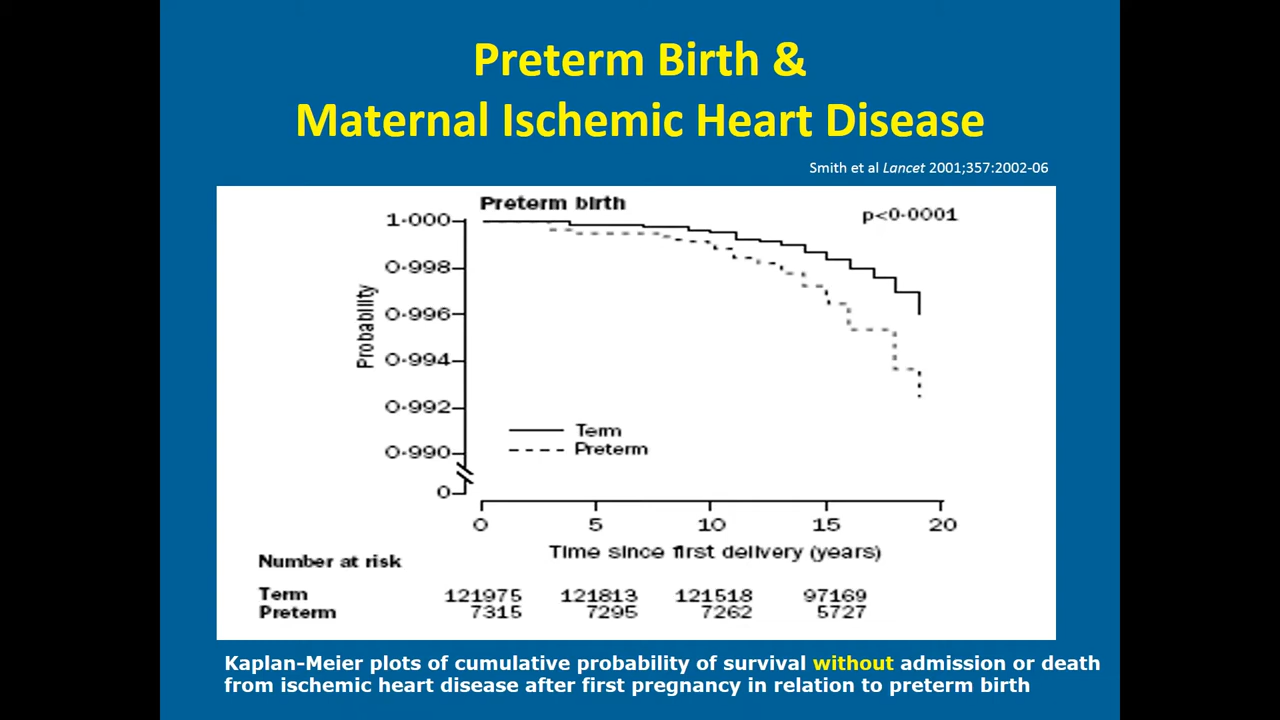 Preterm Birth &
Maternal Ischemic Heart Disease
Smith et al Lancet 2001;357:2002-06
Preterm birth
p<0·0001
1·000
0·998
0·996
0·994
0·992
0·990
0
Probability
Term
Preterm
0 5 10 15 20
Time since first delivery (years)
Number at risk
Term 121975 121813 121518 97169
Preterm 7315 7295 7262 5727
Kaplan-Meier plots of cumulative probability of survival without admission or death
from ischemic heart disease after first pregnancy in relation to preterm birth